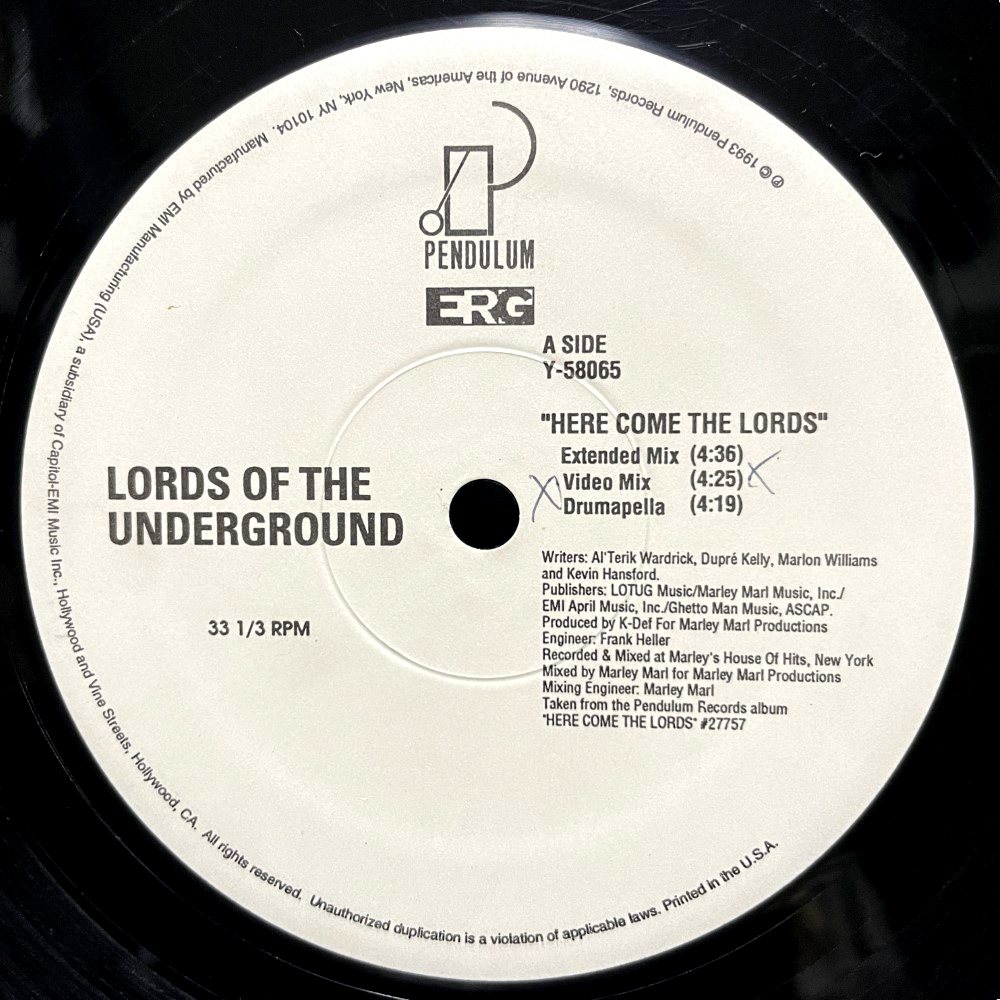 ℗ © 1993 Pendulum Records, 1290 Avenue of the Americas, New York, NY 10104. Manufactured by EMI Manufacturing (USA), a subsidiary of Capitol-EMI Music Inc., Hollywood and Vine Streets, Hollywood, CA. All rights reserved. Unauthorized duplication is a violation of applicable laws. Printed in the U.S.A.
PENDULUM
ERG
A SIDE
Y-58065
"HERE COME THE LORDS"
Extended Mix (4:36)
X Video Mix (4:25) X
Drumapella (4:19)
LORDS OF THE
UNDERGROUND
33 1/3 RPM
Writers: Al'Terik Wardrick, Dupré Kelly, Marlon Williams
and Kevin Hansford.
Publishers: LOTUG Music/Marley Marl Music, Inc./
EMI April Music, Inc./Ghetto Man Music, ASCAP.
Produced by K-Def For Marley Marl Productions
Engineer: Frank Heller
Recorded & Mixed at Marley's House Of Hits, New York
Mixed by Marley Marl for Marley Marl Productions
Mixing Engineer: Marley Marl
Taken from the Pendulum Records album
"HERE COME THE LORDS" #27757